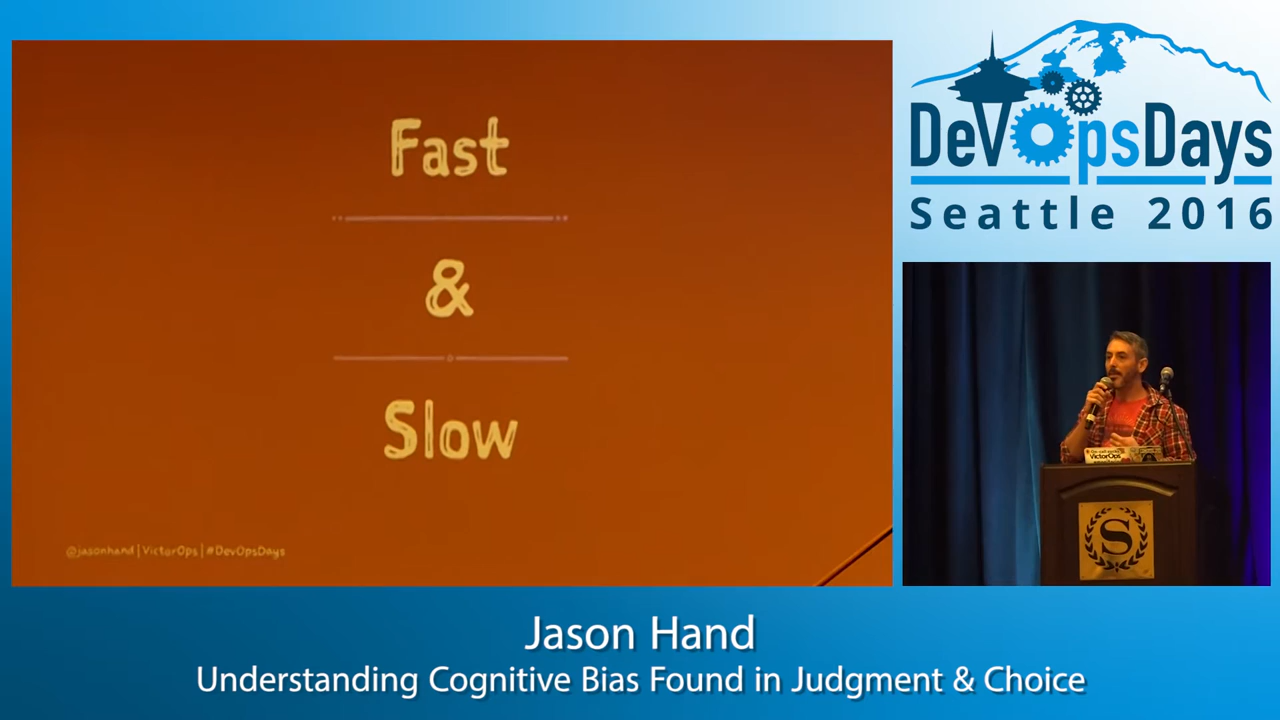 Fast
&
Slow
@jasonhand | VictorOps | #DevOpsDays
DevOpsDays
Seattle 2016
VictorOps
S
Jason Hand
Understanding Cognitive Bias Found in Judgment & Choice